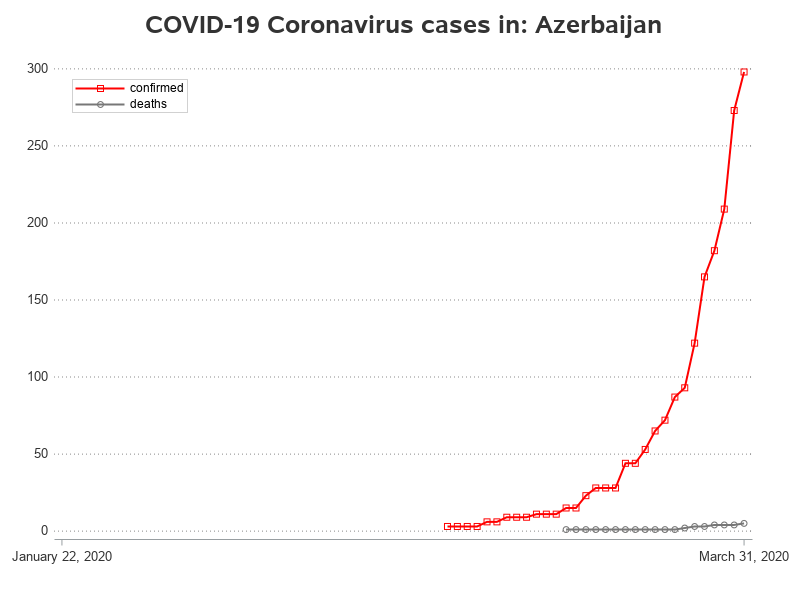 COVID-19 Coronavirus cases in: Azerbaijan
300
confirmed
deaths
250
200
150
100
50
0
January 22, 2020
March 31, 2020